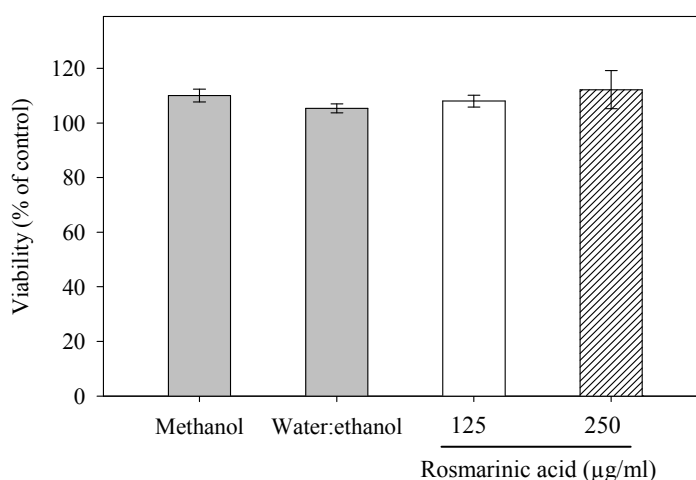 Viability (% of control)
120
100
80
60
40
20
0
Methanol Water:ethanol 125 250
Rosmarinic acid (µg/ml)